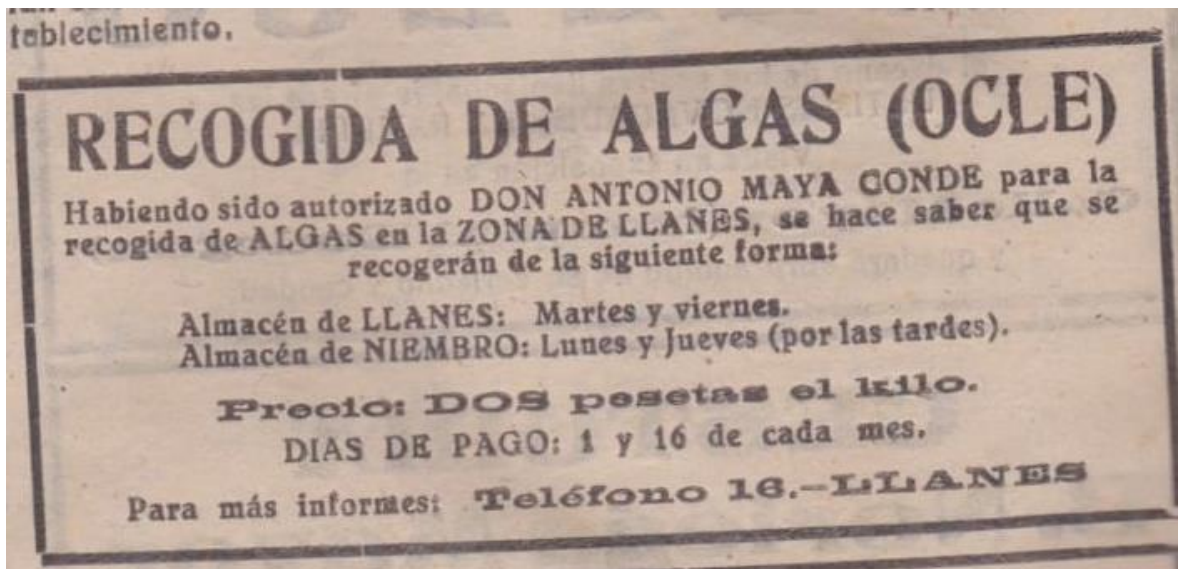 tablecimiento.
RECOGIDA DE ALGAS (OCLE)
Habiendo sido autorizado DON ANTONIO MAYA CONDE para la
recogida de ALGAS en la ZONA DE LLANES, se hace saber que se
recogerán de la siguiente forma:
Almacén de LLANES: Martes y viernes.
Almacén de NIEMBRO: Lunes y Jueves (por las tardes).
Precio: DOS pesetas el kilo.
DIAS DE PAGO: 1 y 16 de cada mes.
Para más informes: Teléfono 16.-LLANES